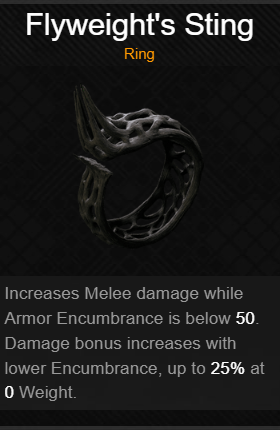 Flyweight's Sting
Ring
Increases Melee damage while
Armor Encumbrance is below 50.
Damage bonus increases with
lower Encumbrance, up to 25% at
0 Weight.